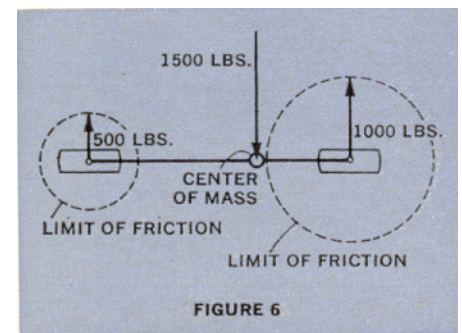 1500 LBS.
500 LBS.
1000 LBS.
CENTER
OF MASS
LIMIT OF FRICTION
LIMIT OF FRICTION
FIGURE 6